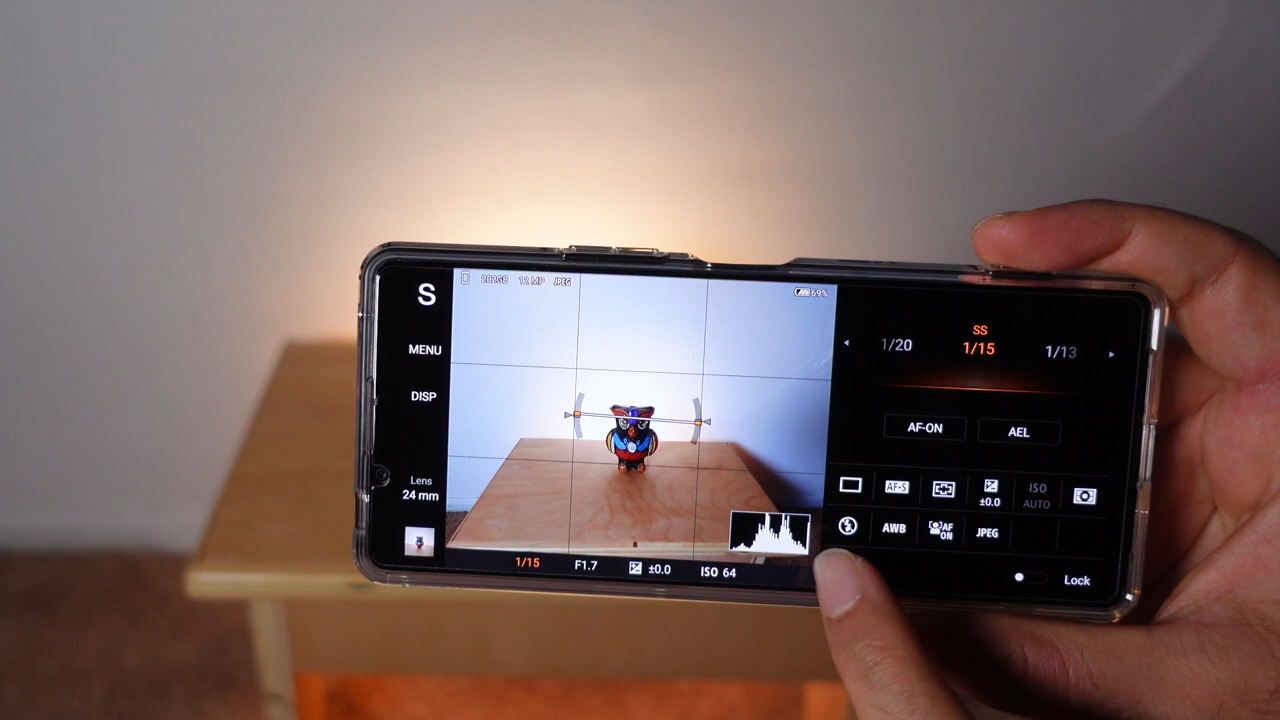 S
MENU
DISP
Lens
24 mm
202GB 12 MP JPEG
69%
1/15 F1.7 ±0.0 ISO 64
SS
1/20 1/15 1/13
AF-ON AEL
AF-S ±0.0 ISO AUTO
AWB AF ON JPEG
Lock